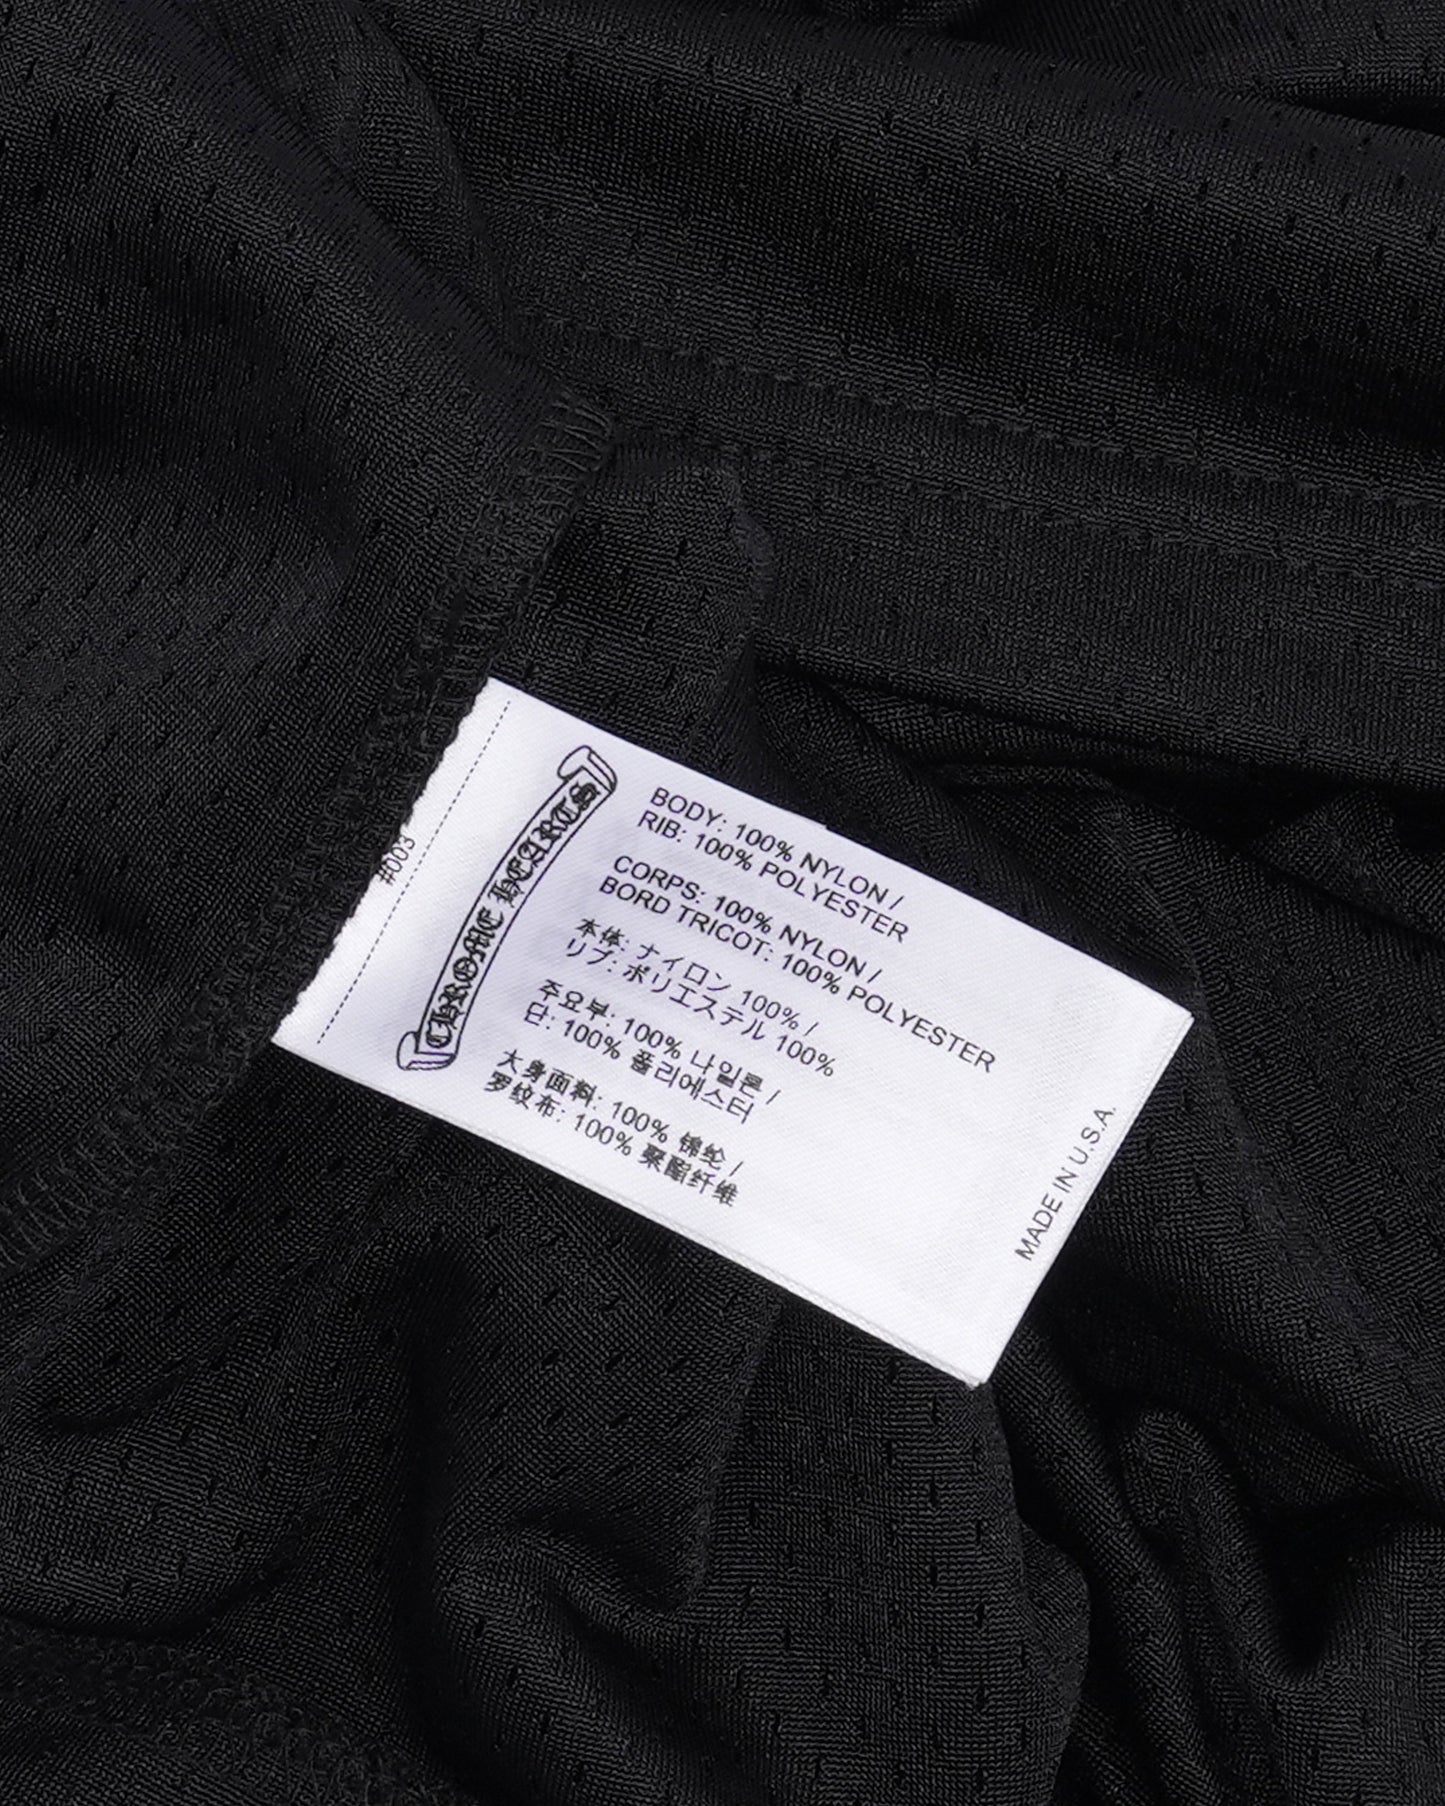 #003
CHROME HEARTS
BODY: 100% NYLON /
RIB: 100% POLYESTER
CORPS: 100% NYLON /
BORD TRICOT: 100% POLYESTER
本体: ナイロン 100% /
リブ: ポリエステル 100%
주요부: 100% 나일론 /
단: 100% 폴리에스터
大身面料: 100% 锦纶 /
罗纹布: 100% 聚酯纤维
MADE IN U.S.A.